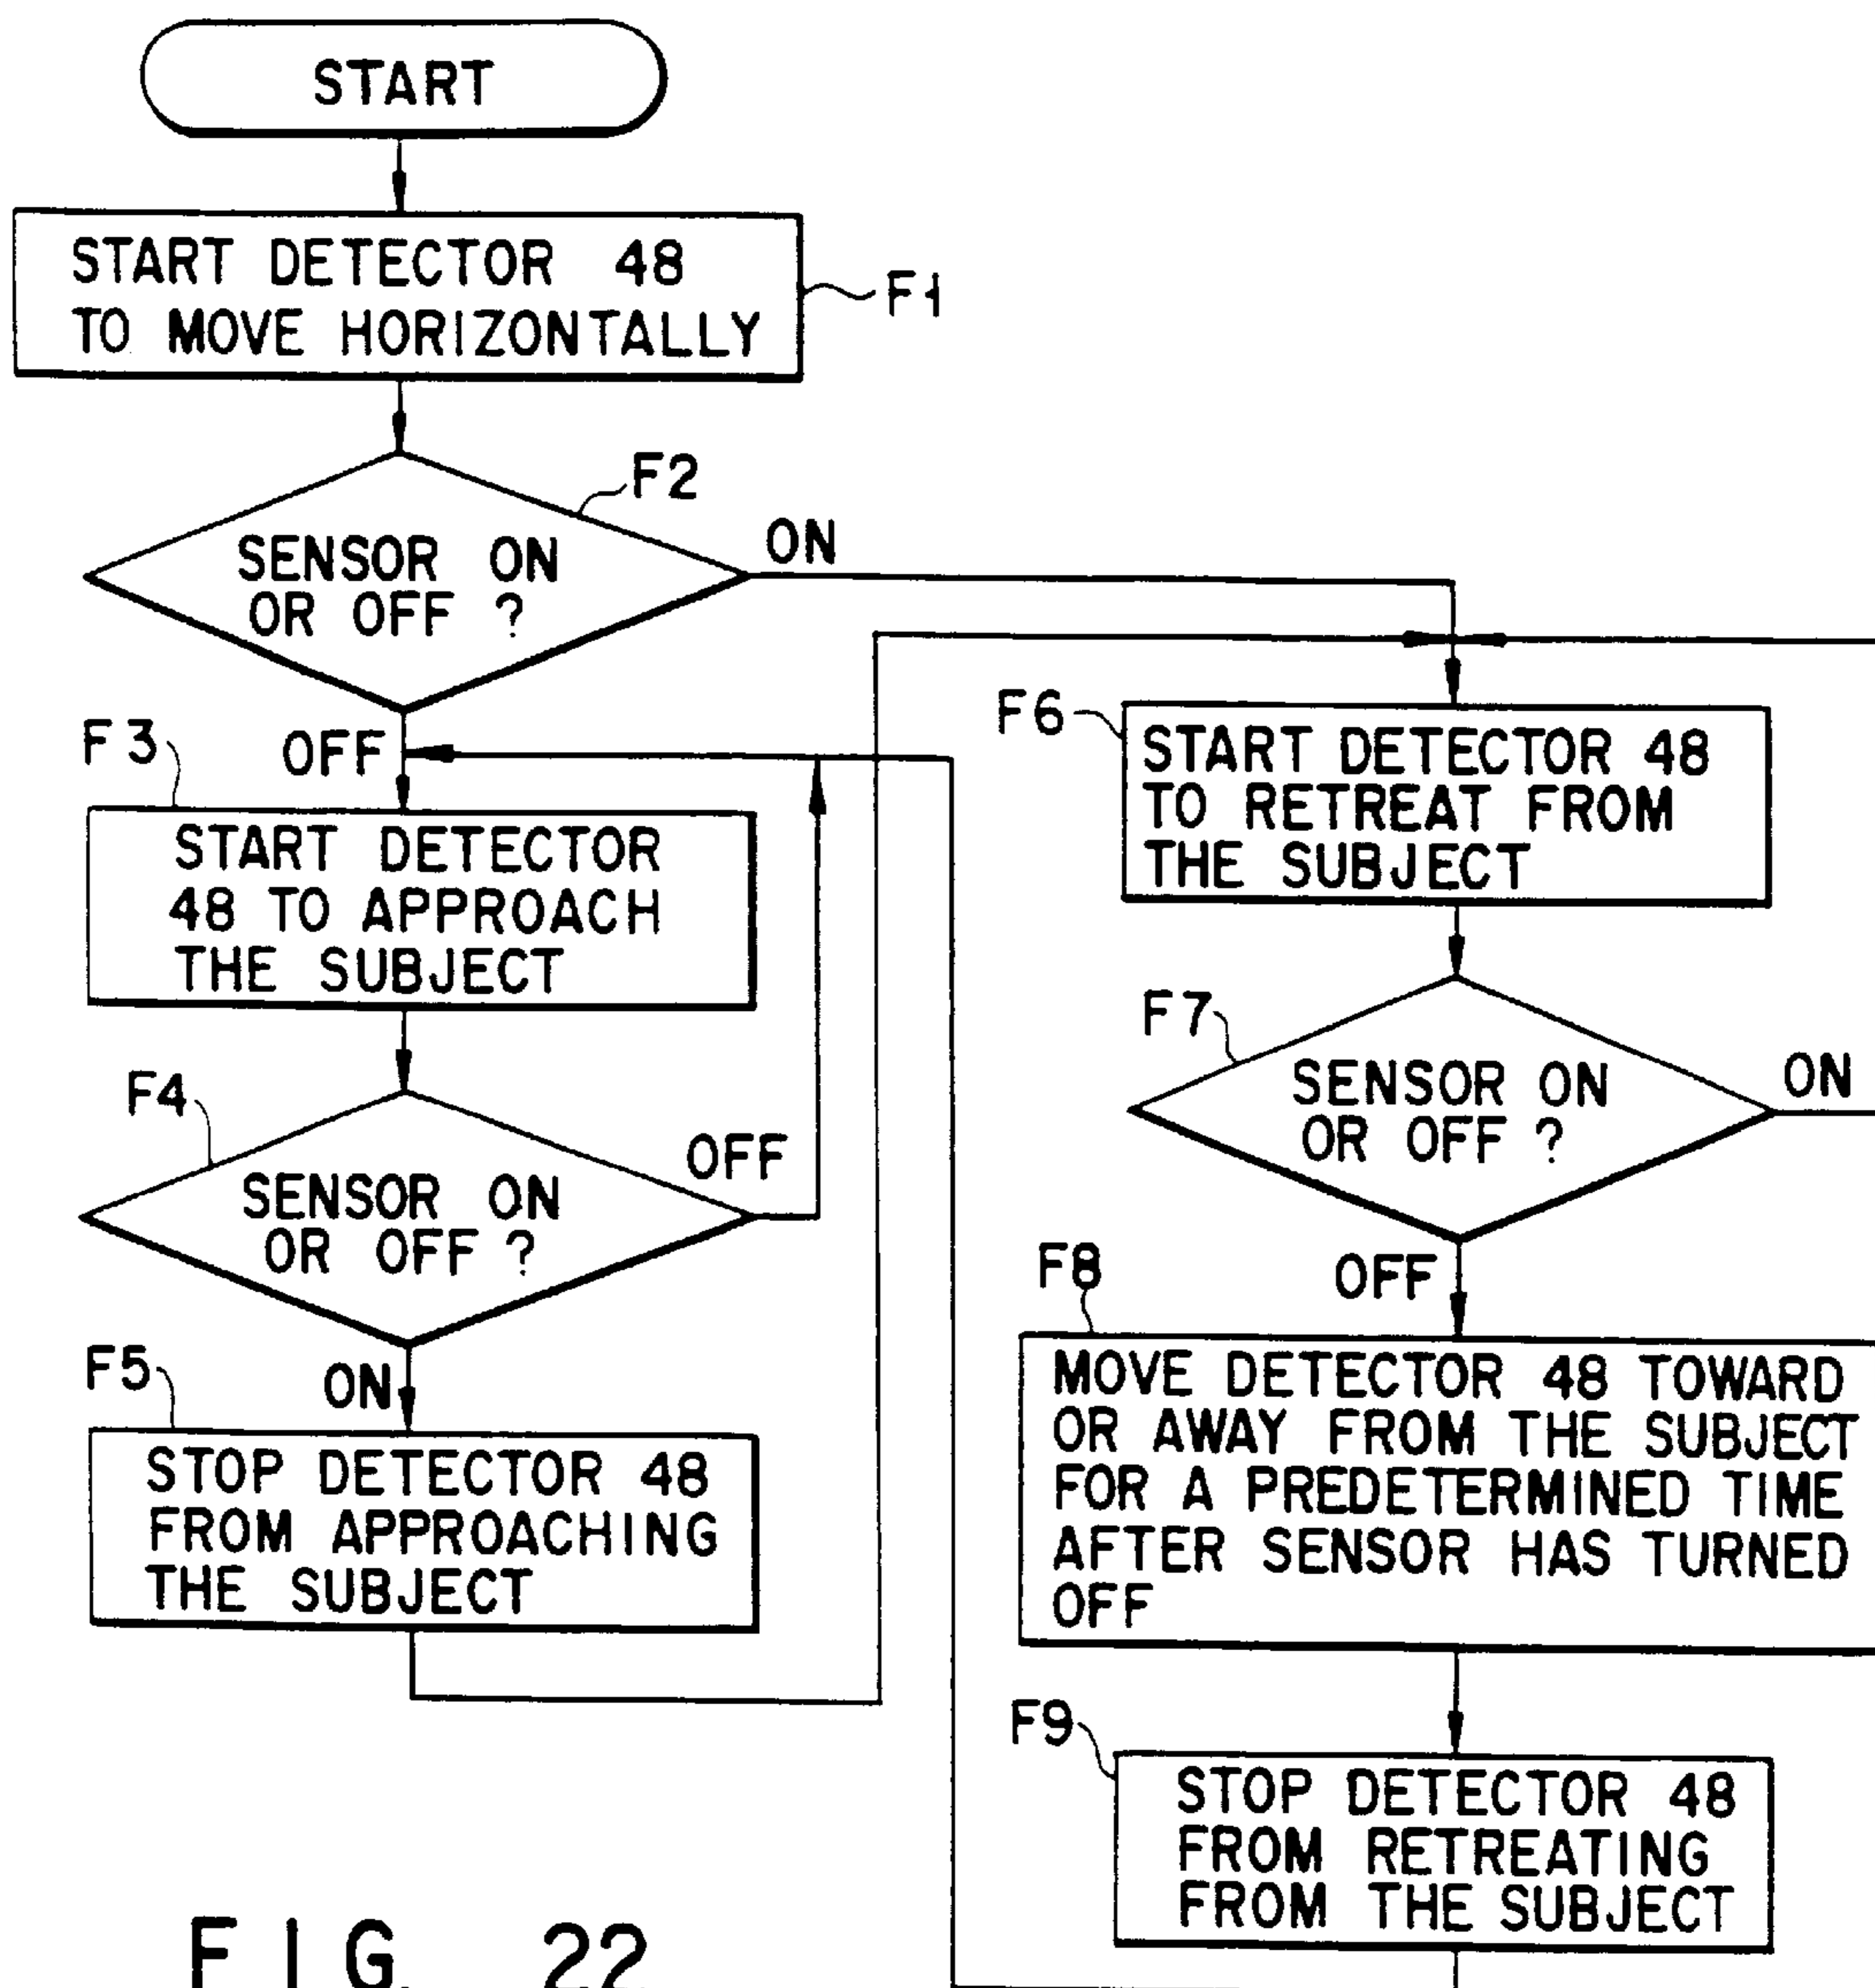 START
START DETECTOR 48
TO MOVE HORIZONTALLY
F1
F2
SENSOR ON
OR OFF ?
ON
OFF
F3
START DETECTOR
48 TO APPROACH
THE SUBJECT
F4
SENSOR ON
OR OFF ?
OFF
ON
F5
STOP DETECTOR 48
FROM APPROACHING
THE SUBJECT
F6
START DETECTOR 48
TO RETREAT FROM
THE SUBJECT
F7
SENSOR ON
OR OFF ?
ON
OFF
F8
MOVE DETECTOR 48 TOWARD
OR AWAY FROM THE SUBJECT
FOR A PREDETERMINED TIME
AFTER SENSOR HAS TURNED
OFF
F9
STOP DETECTOR 48
FROM RETREATING
FROM THE SUBJECT
FIG. 22